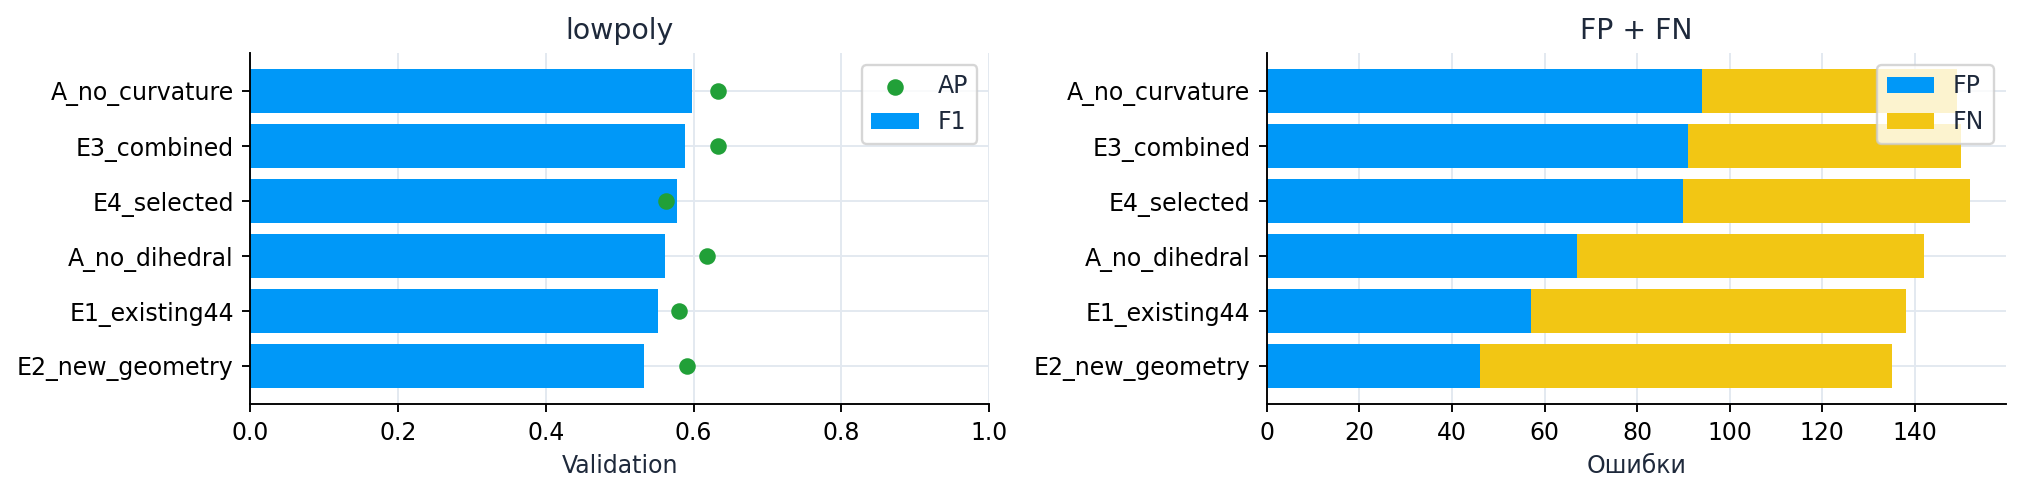 lowpoly
A_no_curvature
E3_combined
E4_selected
A_no_dihedral
E1_existing44
E2_new_geometry
AP
F1
0.0 0.2 0.4 0.6 0.8 1.0
Validation
FP + FN
A_no_curvature
E3_combined
E4_selected
A_no_dihedral
E1_existing44
E2_new_geometry
FP
FN
0 20 40 60 80 100 120 140
Ошибки